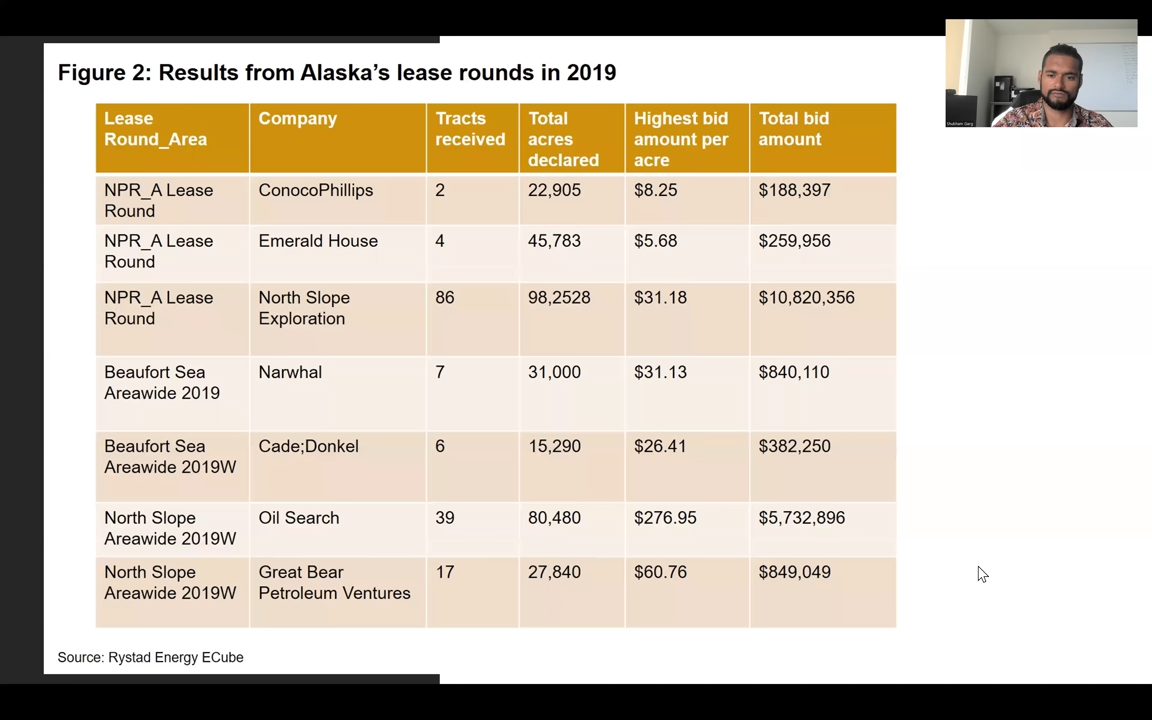 Figure 2: Results from Alaska’s lease rounds in 2019
Lease Round_Area Company Tracts received Total acres declared Highest bid amount per acre Total bid amount
NPR_A Lease Round ConocoPhillips 2 22,905 $8.25 $188,397
NPR_A Lease Round Emerald House 4 45,783 $5.68 $259,956
NPR_A Lease Round North Slope Exploration 86 98,2528 $31.18 $10,820,356
Beaufort Sea Areawide 2019 Narwhal 7 31,000 $31.13 $840,110
Beaufort Sea Areawide 2019W Cade;Donkel 6 15,290 $26.41 $382,250
North Slope Areawide 2019W Oil Search 39 80,480 $276.95 $5,732,896
North Slope Areawide 2019W Great Bear Petroleum Ventures 17 27,840 $60.76 $849,049
Source: Rystad Energy ECube
Shubham Garg